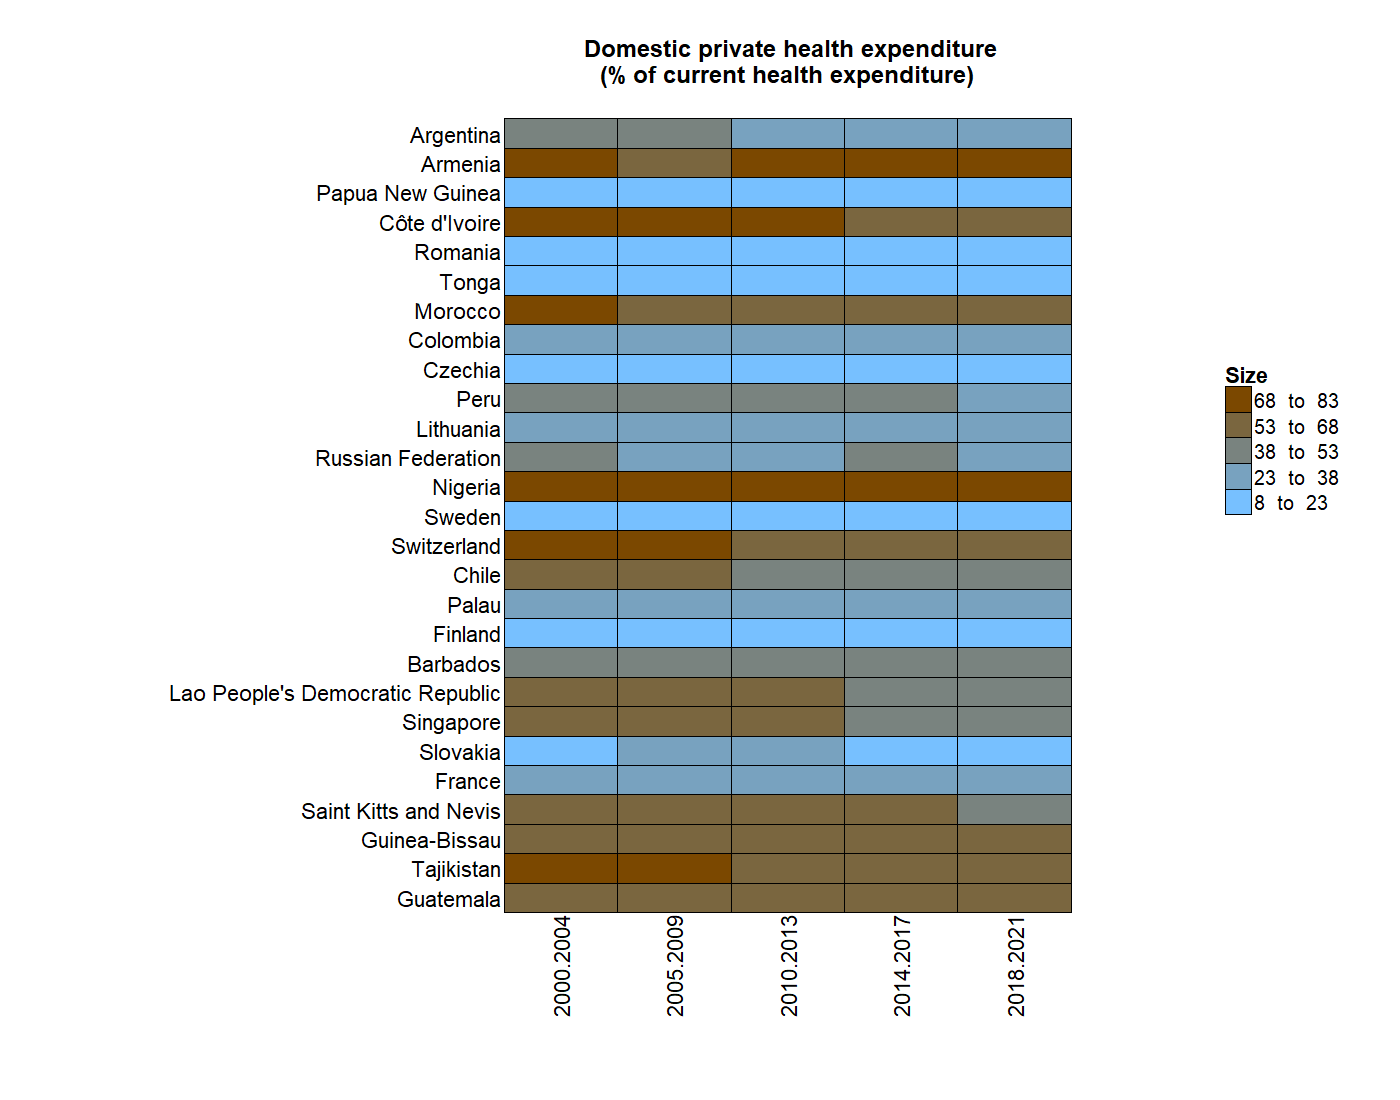 Domestic private health expenditure
(% of current health expenditure)
Argentina
Armenia
Papua New Guinea
Côte d'Ivoire
Romania
Tonga
Morocco
Colombia
Czechia
Peru
Lithuania
Russian Federation
Nigeria
Sweden
Switzerland
Chile
Palau
Finland
Barbados
Lao People's Democratic Republic
Singapore
Slovakia
France
Saint Kitts and Nevis
Guinea-Bissau
Tajikistan
Guatemala
2000.2004
2005.2009
2010.2013
2014.2017
2018.2021
Size
68 to 83
53 to 68
38 to 53
23 to 38
8 to 23